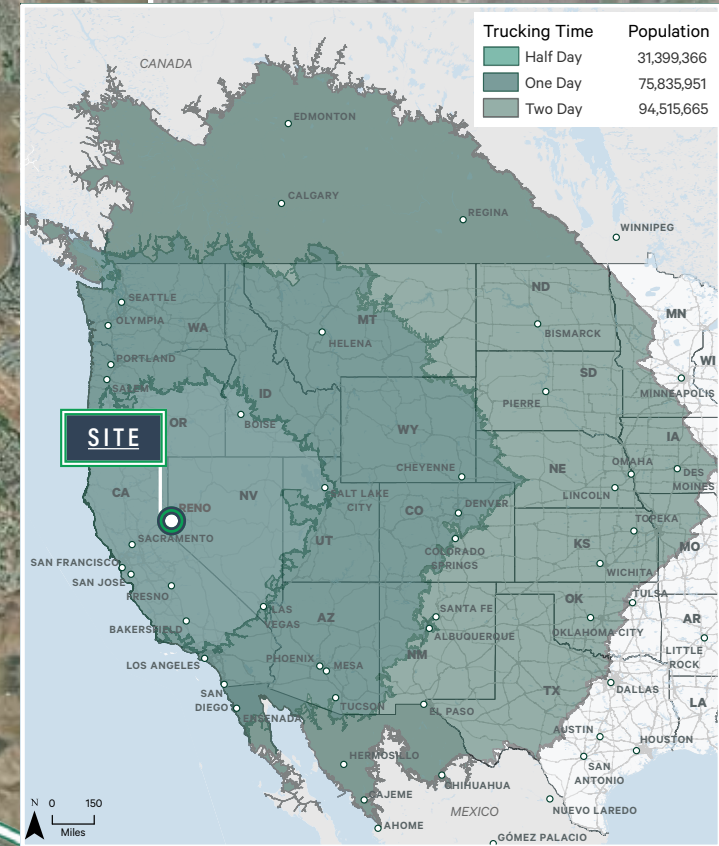 Trucking Time Population
Half Day 31,399,366
One Day 75,835,951
Two Day 94,515,665
CANADA
EDMONTON
CALGARY
REGINA
WINNIPEG
SEATTLE
OLYMPIA
WA
MT
HELENA
ND
BISMARCK
MN
WI
PORTLAND
SALEM
SD
PIERRE
MINNEAPOLIS
SITE
OR
ID
BOISE
WY
CHEYENNE
IA
NE
OMAHA
DES
MOINES
LINCOLN
CA
RENO
NV
SALT LAKE
CITY
CO
DENVER
SACRAMENTO
UT
COLORADO
SPRINGS
TOPEKA
KS
MO
WICHITA
SAN FRANCISCO
SAN JOSE
FRESNO
LAS
VEGAS
BAKERSFIELD
AZ
SANTA FE
ALBUQUERQUE
OK
TULSA
OKLAHOMA CITY
AR
LITTLE
ROCK
LOS ANGELES
PHOENIX
MESA
NM
SAN
DIEGO
TUCSON
ENSENADA
EL PASO
TX
DALLAS
LA
AUSTIN
HOUSTON
SAN
ANTONIO
HERMOSILLO
CHIHUAHUA
CAJEME
MEXICO
NUEVO LAREDO
AHOME
GÓMEZ PALACIO
N 0 150
Miles